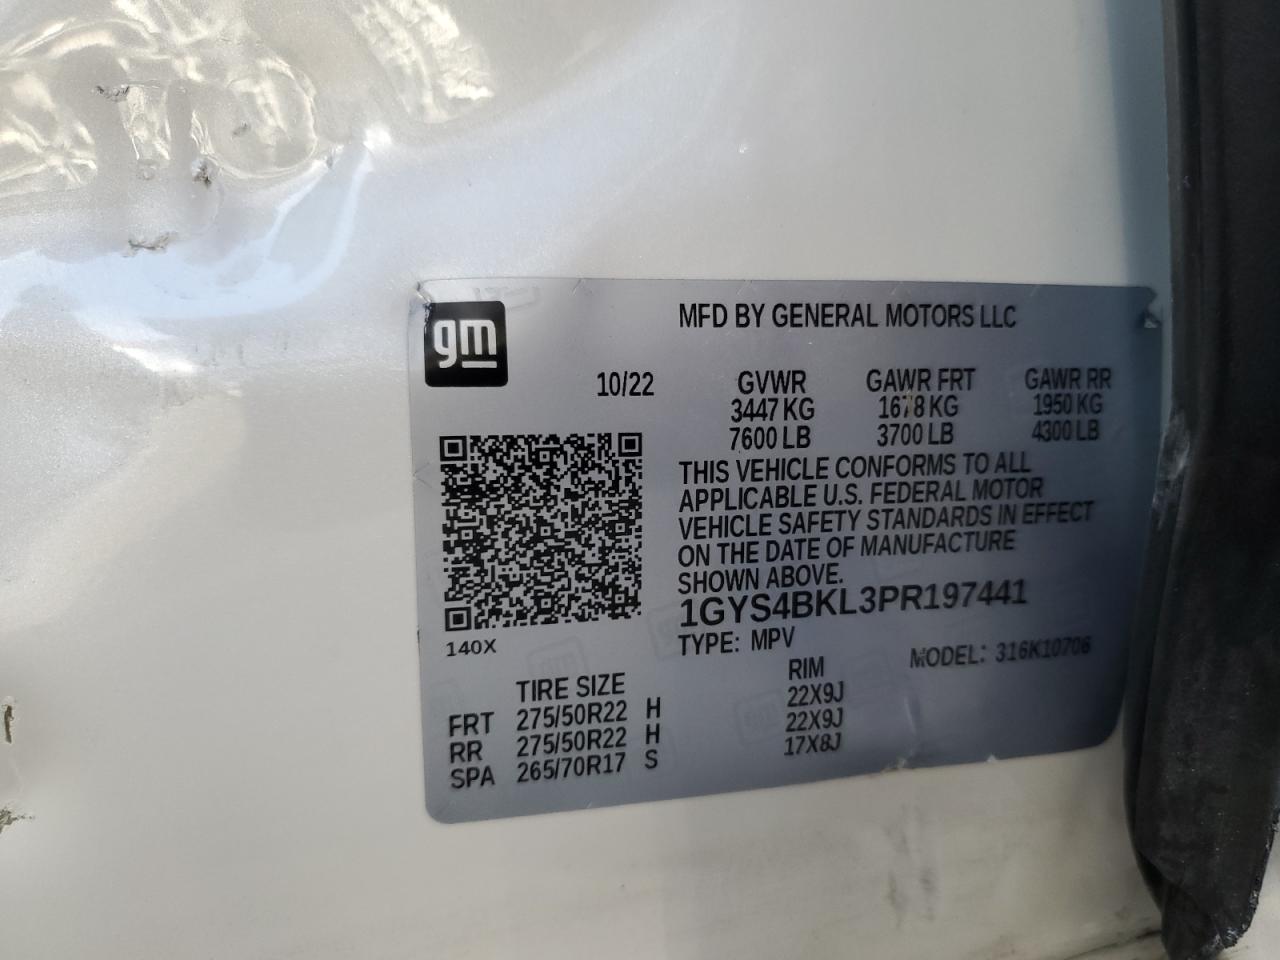 gm
MFD BY GENERAL MOTORS LLC
10/22 GVWR GAWR FRT GAWR RR
3447 KG 1678 KG 1950 KG
7600 LB 3700 LB 4300 LB
THIS VEHICLE CONFORMS TO ALL
APPLICABLE U.S. FEDERAL MOTOR
VEHICLE SAFETY STANDARDS IN EFFECT
ON THE DATE OF MANUFACTURE
SHOWN ABOVE.
1GYS4BKL3PR197441
140X
TYPE: MPV MODEL: 316K10706
TIRE SIZE RIM
FRT 275/50R22 H 22X9J
RR 275/50R22 H 22X9J
SPA 265/70R17 S 17X8J